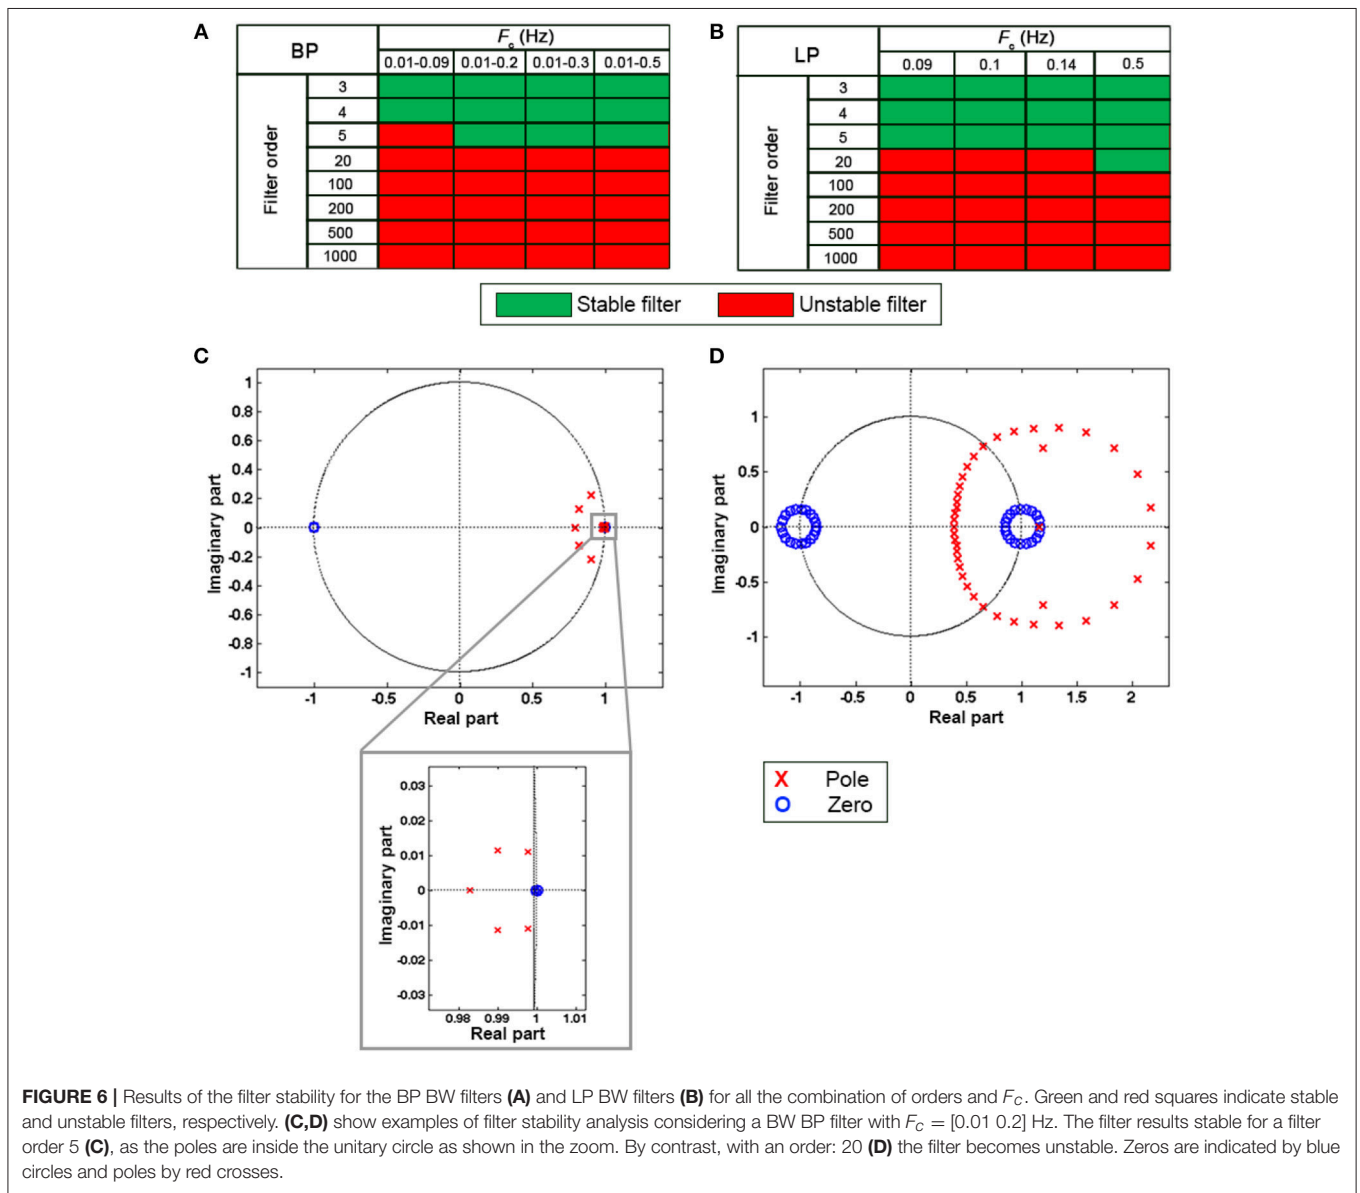 A
BP
F_c (Hz)
0.01-0.09 0.01-0.2 0.01-0.3 0.01-0.5
Filter order
3
4
5
20
100
200
500
1000
B
LP
F_c (Hz)
0.09 0.1 0.14 0.5
Filter order
3
4
5
20
100
200
500
1000
Stable filter Unstable filter
C
Imaginary part
1
0.8
0.6
0.4
0.2
0
-0.2
-0.4
-0.6
-0.8
-1
-1 -0.5 0 0.5 1
Real part
Imaginary part
0.03
0.02
0.01
0
-0.01
-0.02
-0.03
0.98 0.99 1 1.01
Real part
D
Imaginary part
1
0.5
0
-0.5
-1
-1 -0.5 0 0.5 1 1.5 2
Real part
X Pole
O Zero
FIGURE 6 | Results of the filter stability for the BP BW filters (A) and LP BW filters (B) for all the combination of orders and F_C. Green and red squares indicate stable
and unstable filters, respectively. (C,D) show examples of filter stability analysis considering a BW BP filter with F_C = [0.01 0.2] Hz. The filter results stable for a filter
order 5 (C), as the poles are inside the unitary circle as shown in the zoom. By contrast, with an order: 20 (D) the filter becomes unstable. Zeros are indicated by blue
circles and poles by red crosses.